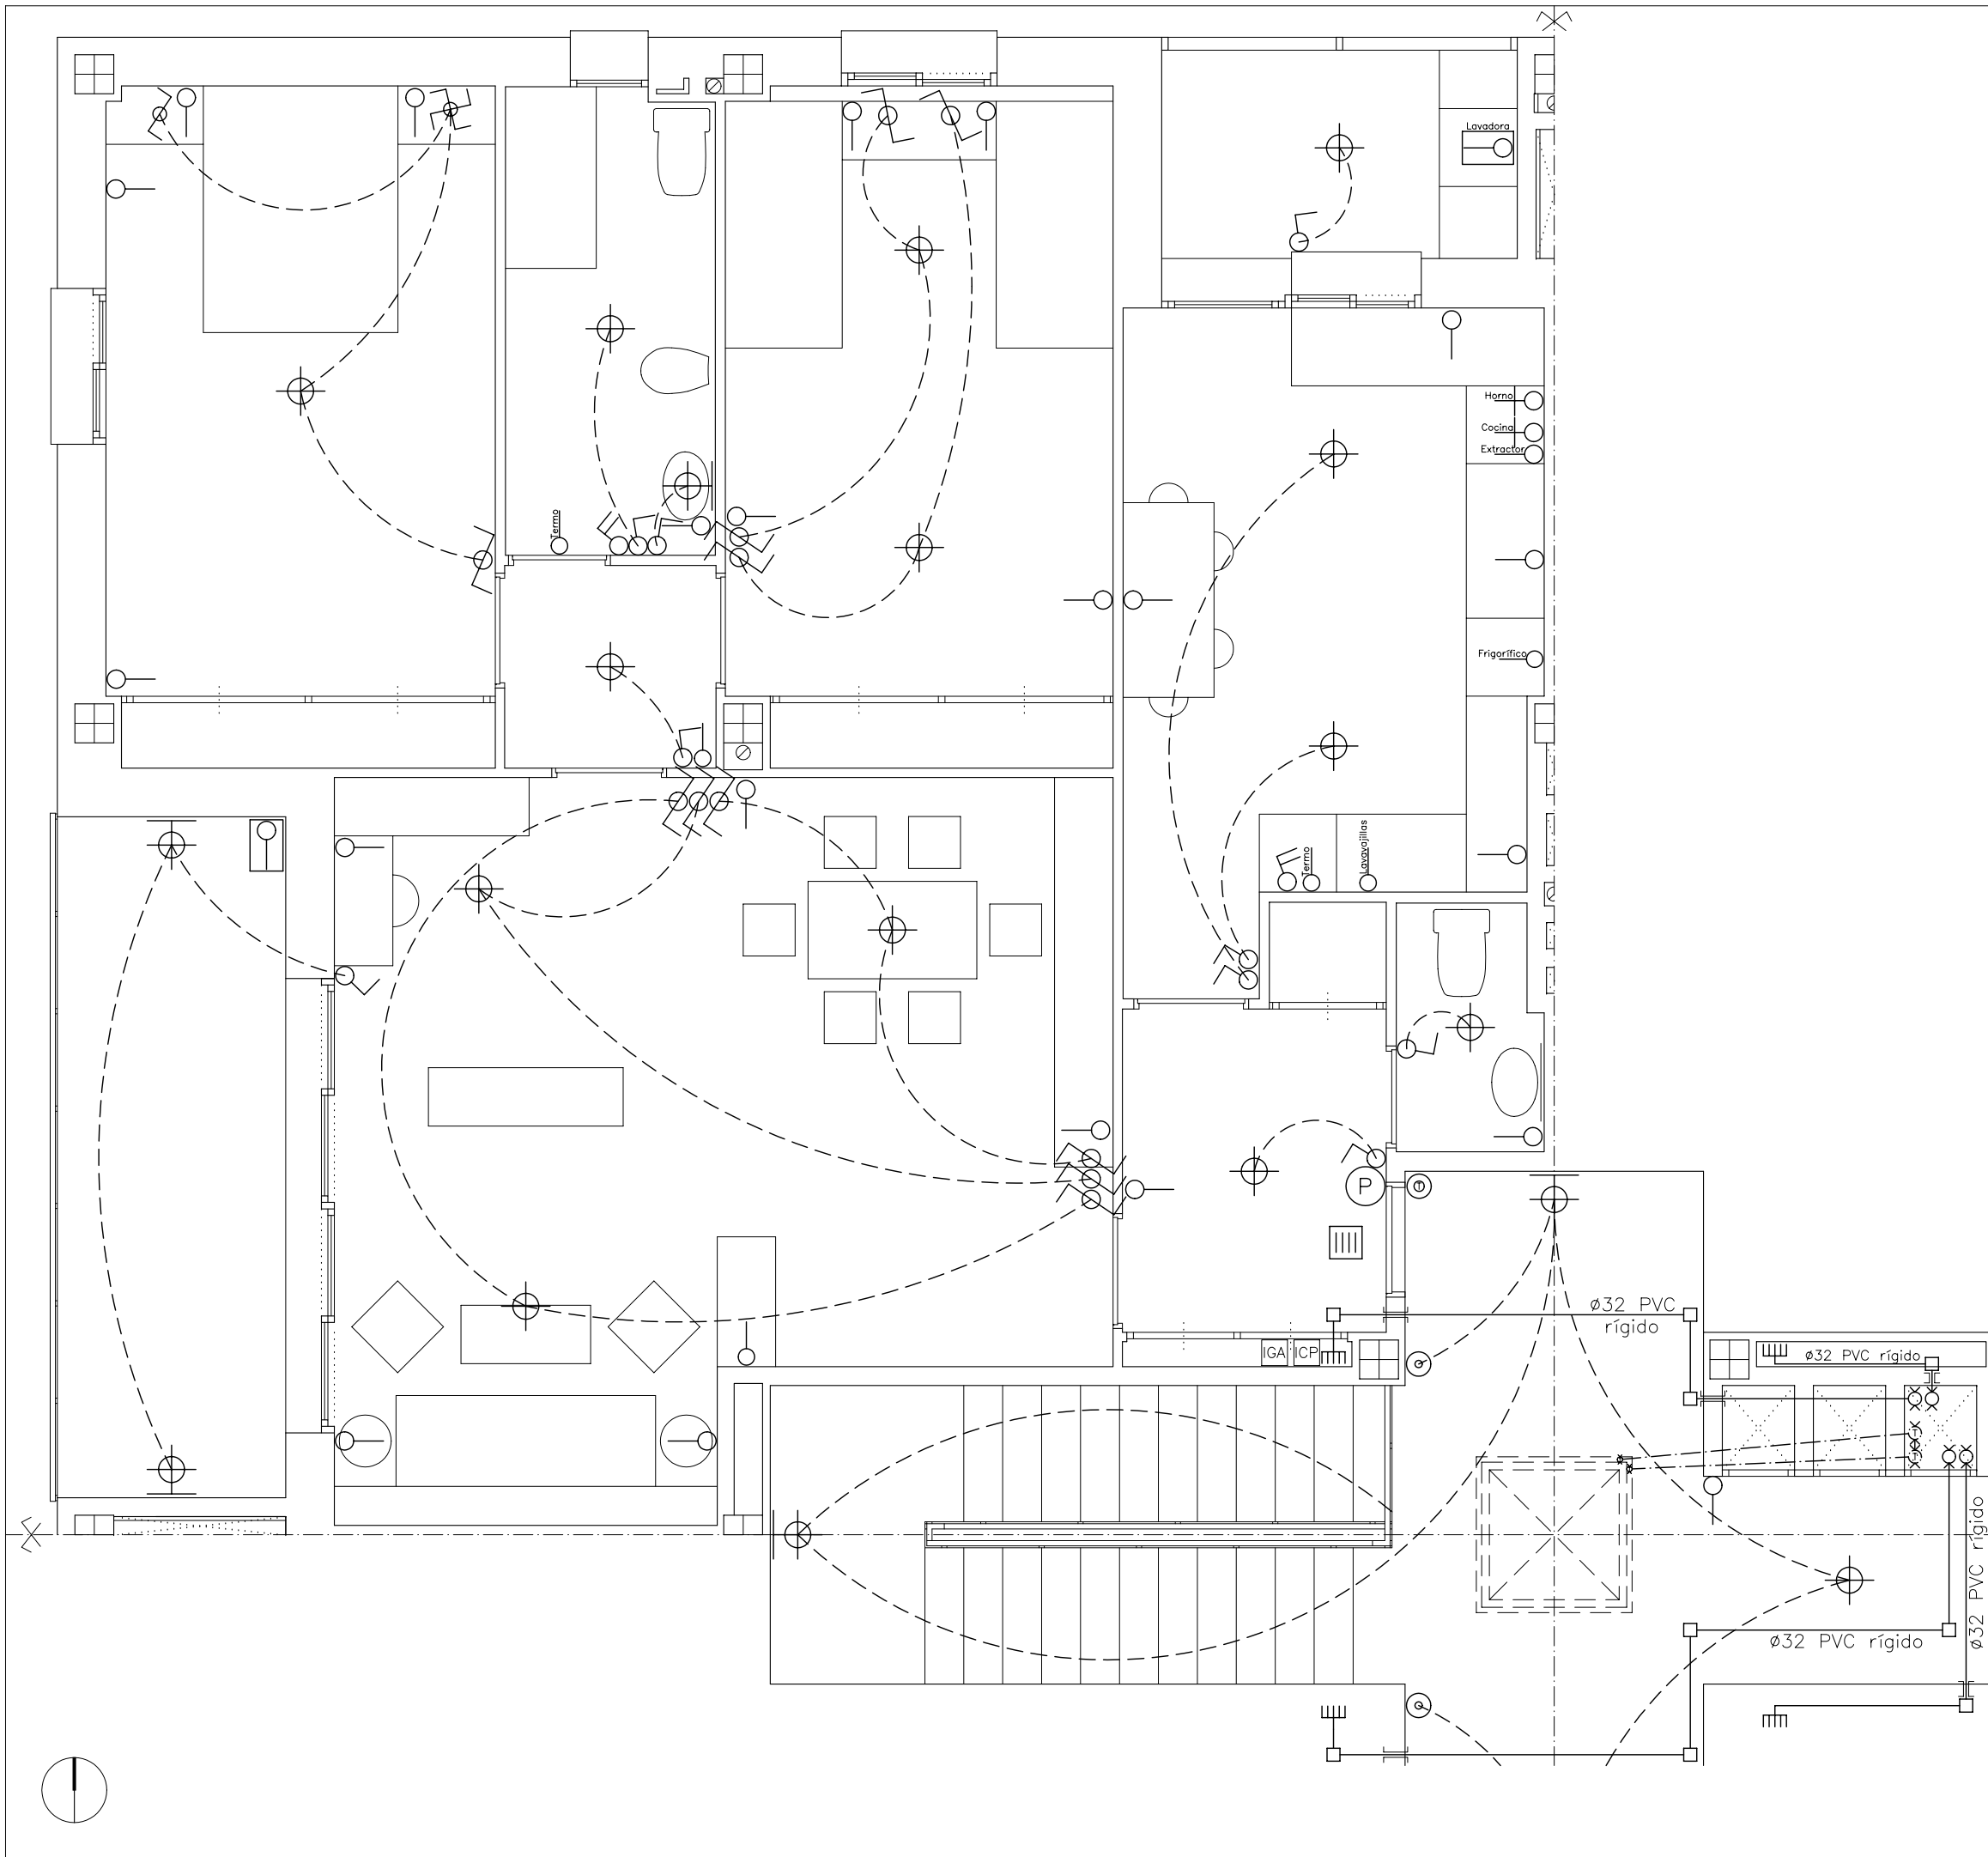 Lavadora
Horno
Cocina
Extractor
Termo
Frigorífico
Termo
Lavavajillas
P
T
ø32 PVC
rígido
IGA
ICP
ø32 PVC rígido
T
T
ø32 PVC rígido
ø32 PVC rígido